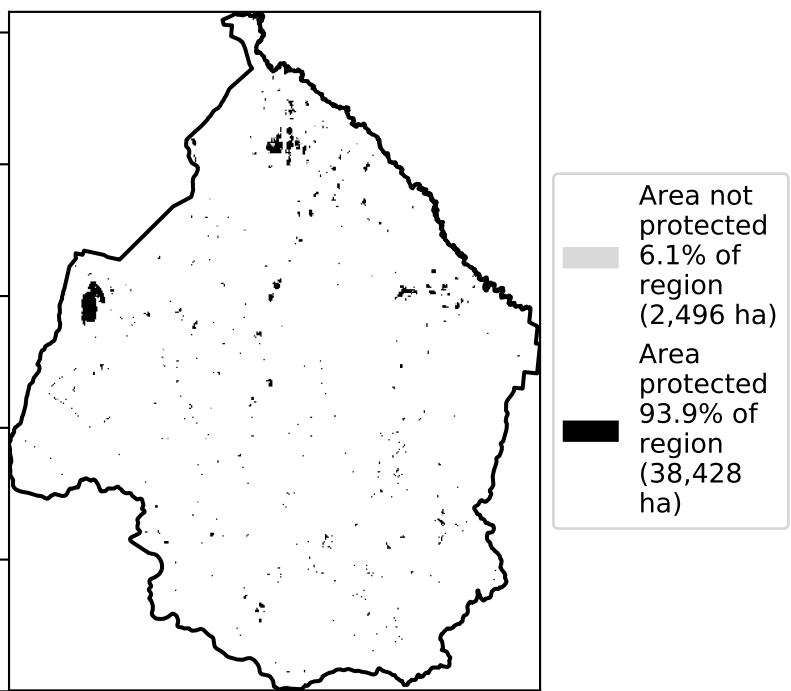 Area not
protected
6.1% of
region
(2,496 ha)
Area
protected
93.9% of
region
(38,428
ha)